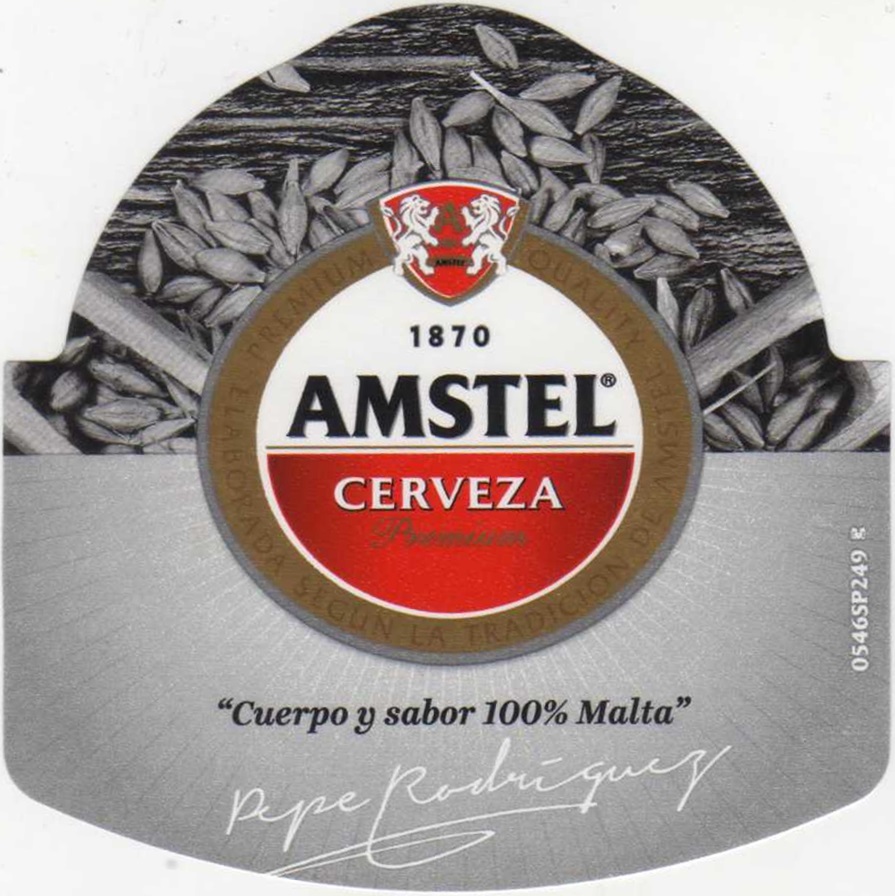 AMSTEL
PREMIUM QUALITY
1870
AMSTEL®
CERVEZA
Premium
ELABORADA SEGÚN LA TRADICIÓN DE AMSTEL
“Cuerpo y sabor 100% Malta”
Pepe Rodríguez
0546SP249